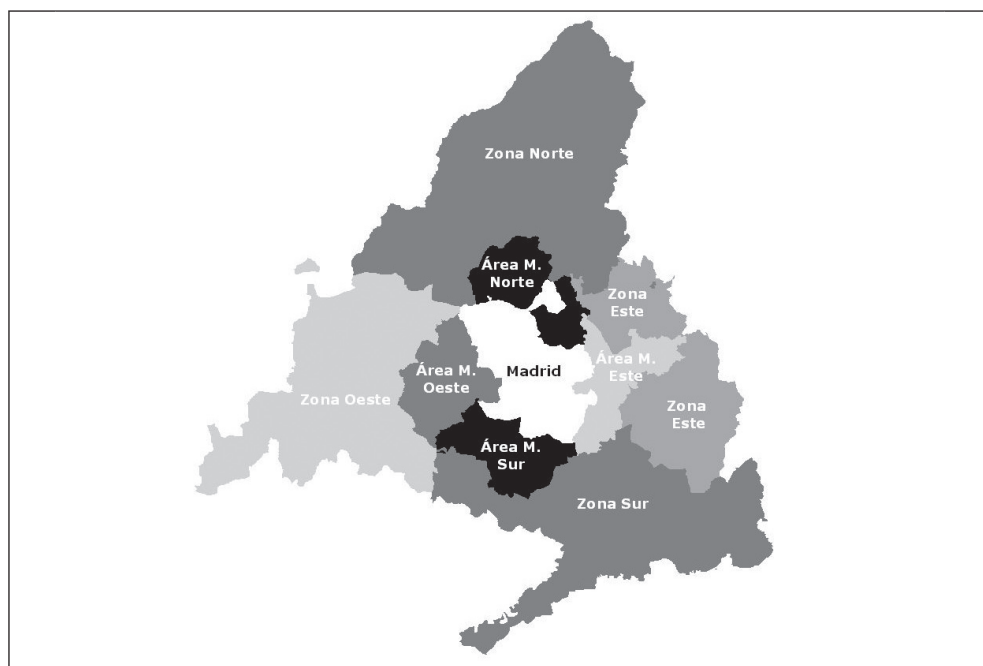 Zona Norte
Área M.
Norte
Zona
Este
Área M.
Este
Madrid
Área M.
Oeste
Zona Oeste
Zona
Este
Área M.
Sur
Zona Sur